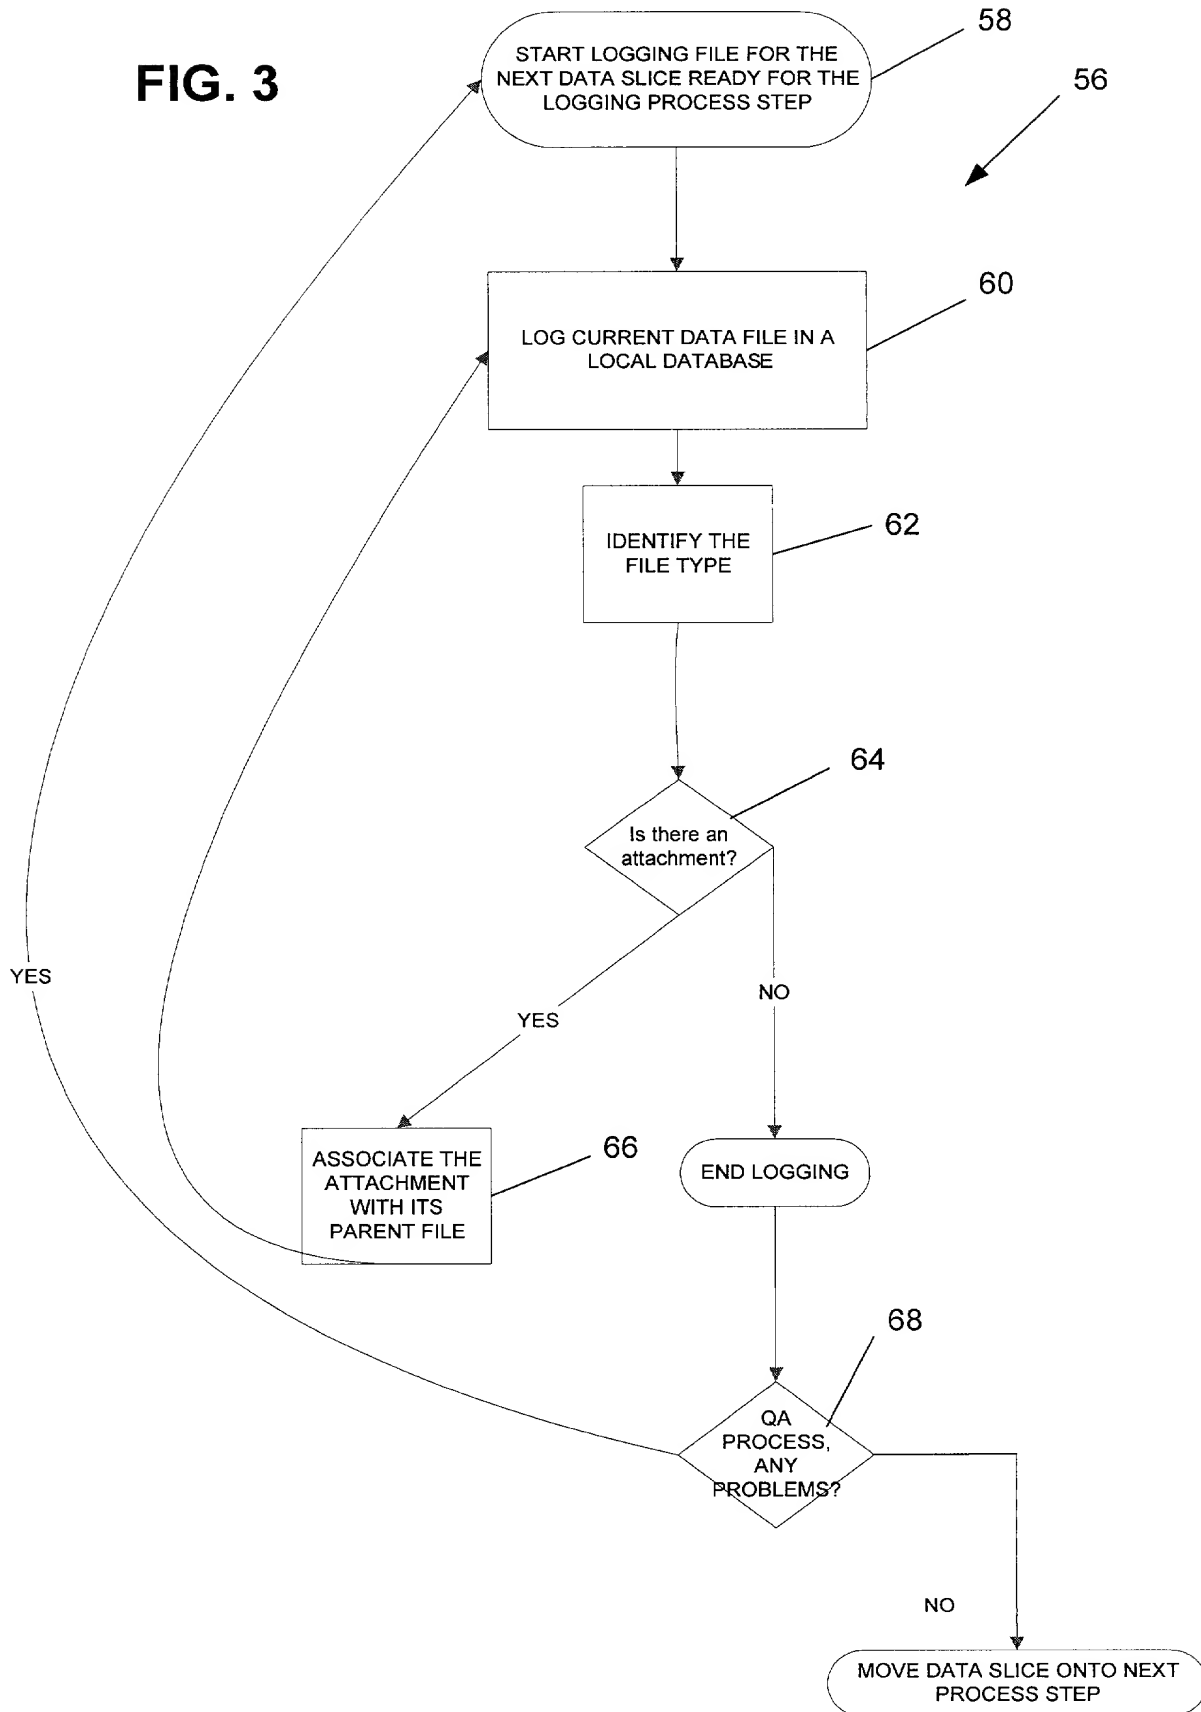 FIG. 3
START LOGGING FILE FOR THE
NEXT DATA SLICE READY FOR THE
LOGGING PROCESS STEP
58
56
LOG CURRENT DATA FILE IN A
LOCAL DATABASE
60
IDENTIFY THE
FILE TYPE
62
Is there an
attachment?
64
YES
NO
YES
ASSOCIATE THE
ATTACHMENT
WITH ITS
PARENT FILE
66
END LOGGING
QA
PROCESS,
ANY
PROBLEMS?
68
NO
MOVE DATA SLICE ONTO NEXT
PROCESS STEP